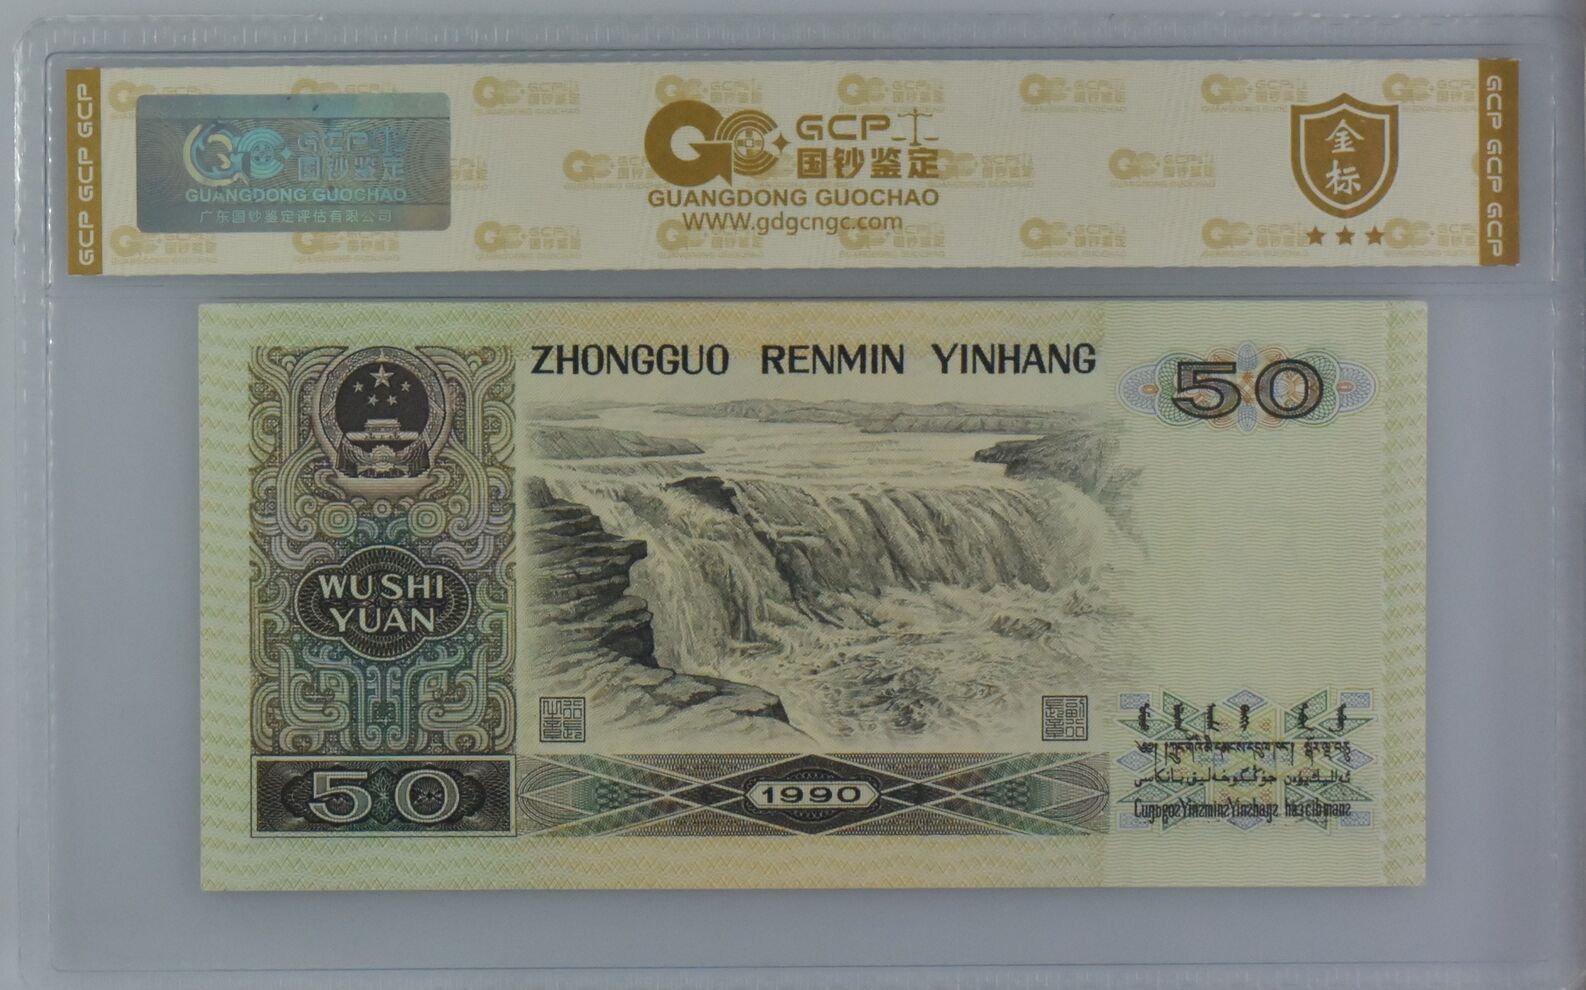 GCP GCP GCP
GCP 国钞鉴定
GUANGDONG GUOCHAO
广东国钞鉴定评估有限公司
GCP
国钞鉴定
GUANGDONG GUOCHAO
WWW.gdgcngc.com
金标
GCP GCP GCP
ZHONGGUO RENMIN YINHANG
50
WU SHI
YUAN
50
1990
Cunghgoz Yinzminz Yinzhangz